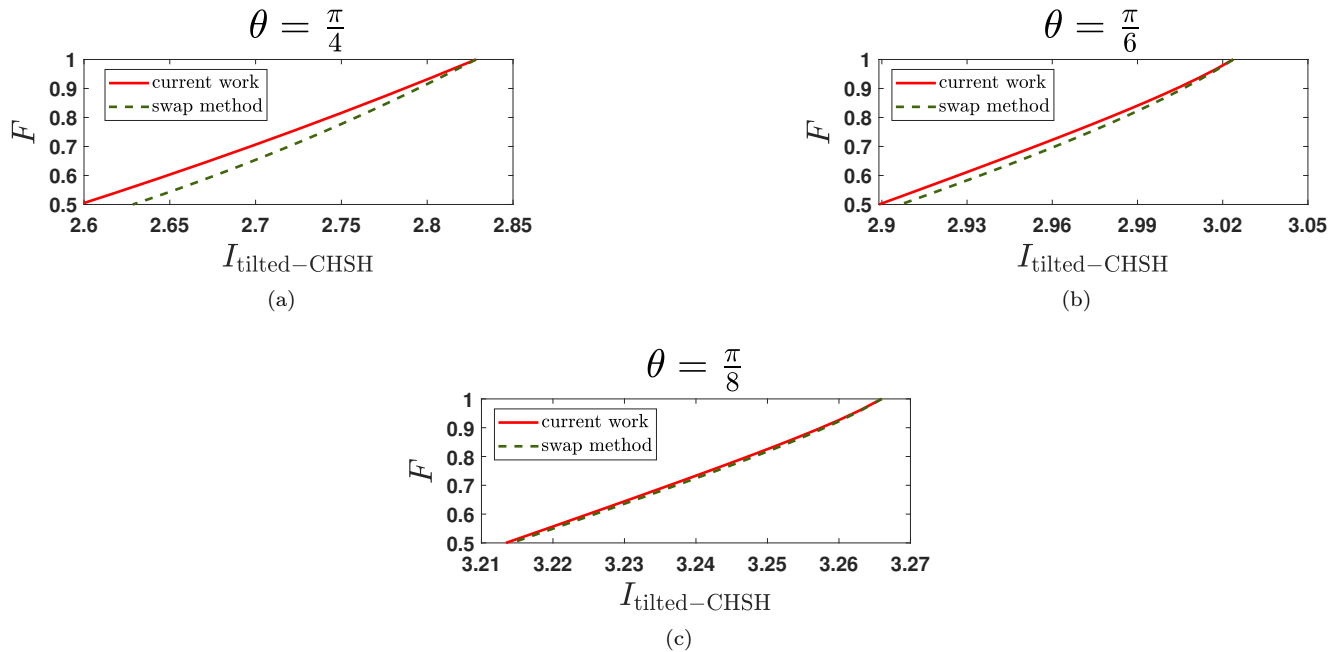 θ = π/4
1
0.9
0.8
0.7
0.6
0.5
F
current work
swap method
2.6 2.65 2.7 2.75 2.8 2.85
I_tilted−CHSH
(a)
θ = π/6
1
0.9
0.8
0.7
0.6
0.5
F
current work
swap method
2.9 2.93 2.96 2.99 3.02 3.05
I_tilted−CHSH
(b)
θ = π/8
1
0.9
0.8
0.7
0.6
0.5
F
current work
swap method
3.21 3.22 3.23 3.24 3.25 3.26 3.27
I_tilted−CHSH
(c)